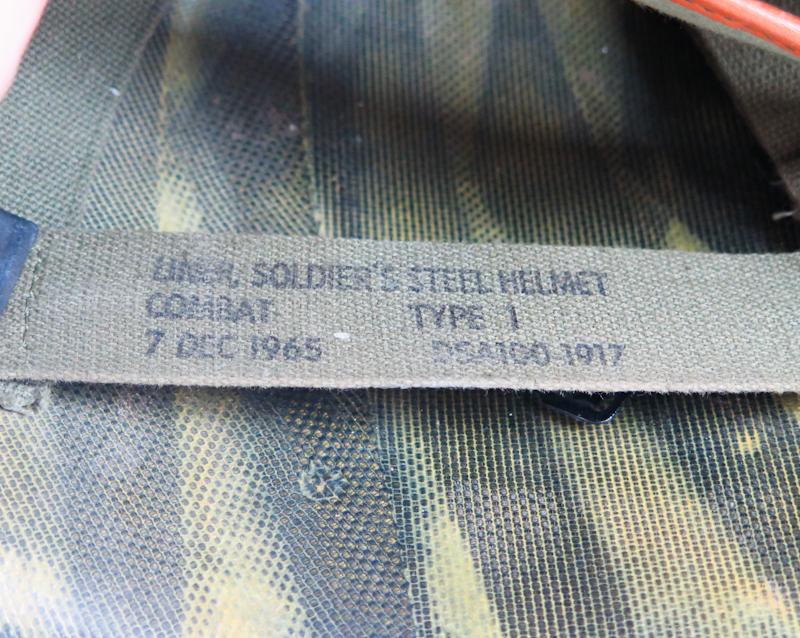 LINER, SOLDIER'S STEEL HELMET
COMBAT TYPE I
7 DEC 1965 DSA100 1917